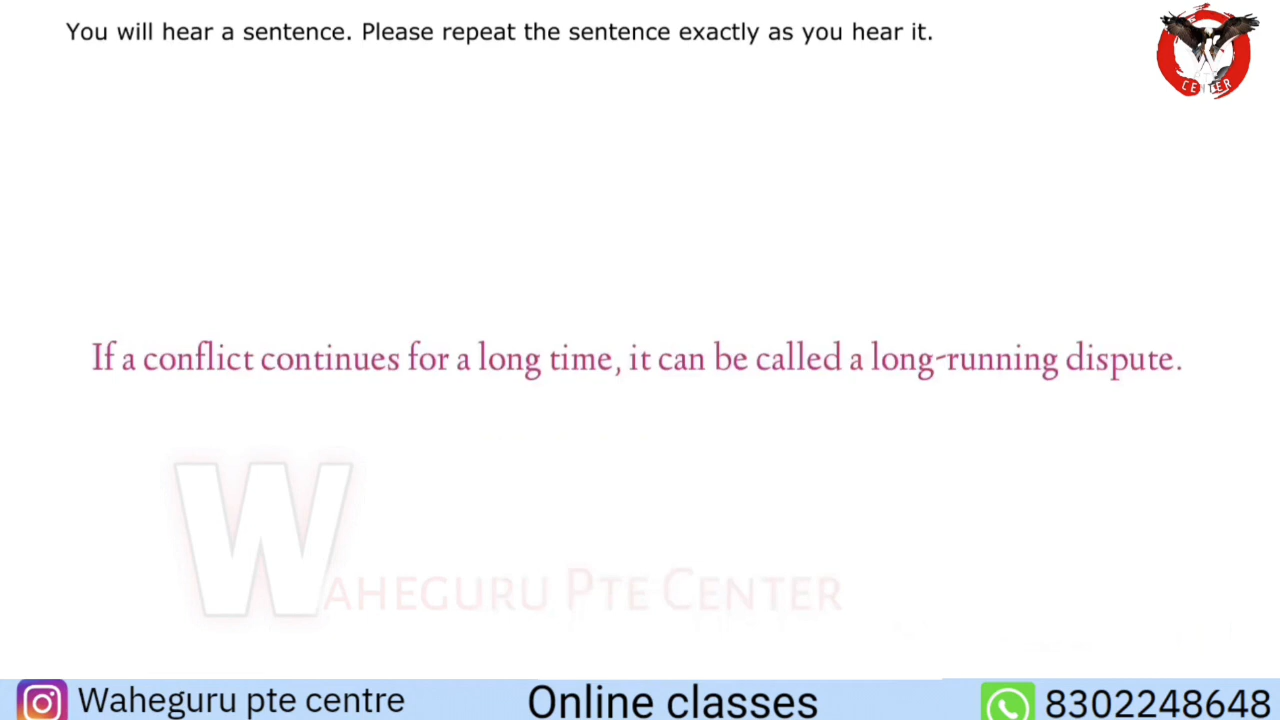 You will hear a sentence. Please repeat the sentence exactly as you hear it.
W
CENTER
If a conflict continues for a long time, it can be called a long-running dispute.
WAHEGURU PTE CENTER
Waheguru pte centre
Online classes
8302248648